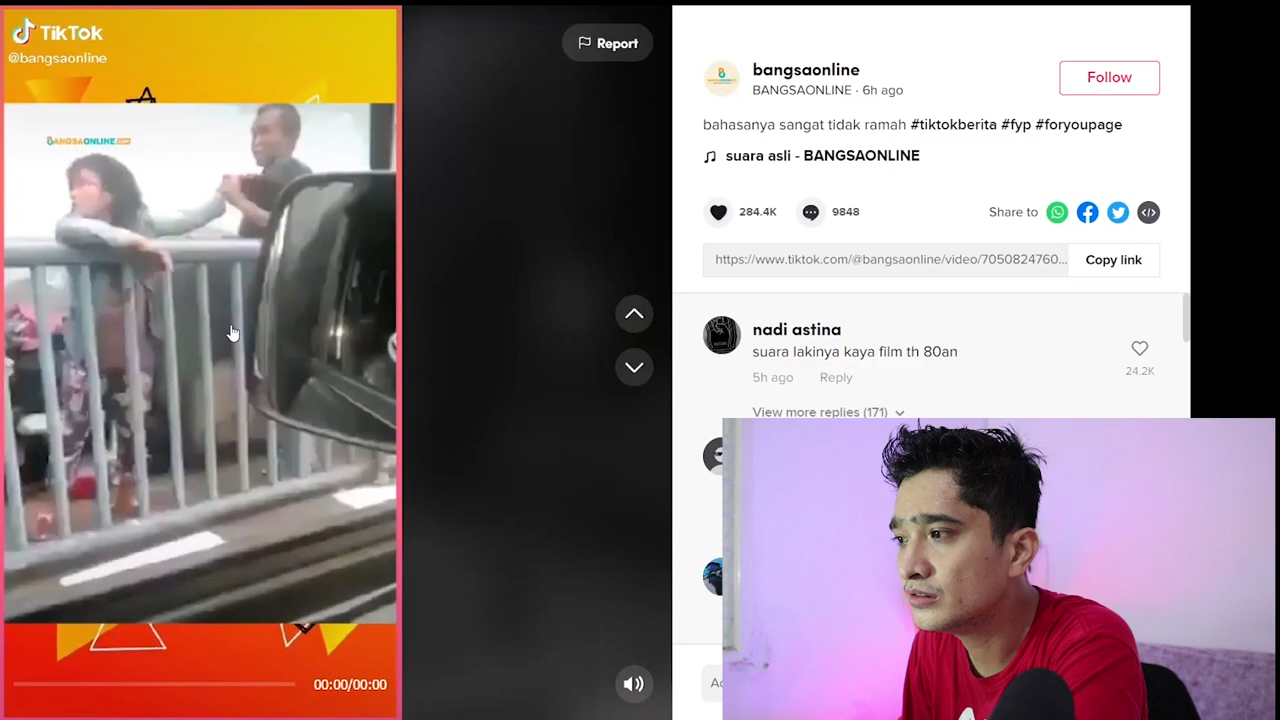 TikTok
@bangsaonline
BANGSAONLINE.COM
00:00/00:00
Report
bangsaonline
BANGSAONLINE · 6h ago
Follow
bahasanya sangat tidak ramah #tiktokberita #fyp #foryoupage
suara asli - BANGSAONLINE
284.4K
9848
Share to
https://www.tiktok.com/@bangsaonline/video/7050824760...
Copy link
nadi astina
suara lakinya kaya film th 80an
5h ago Reply
24.2K
View more replies (171)